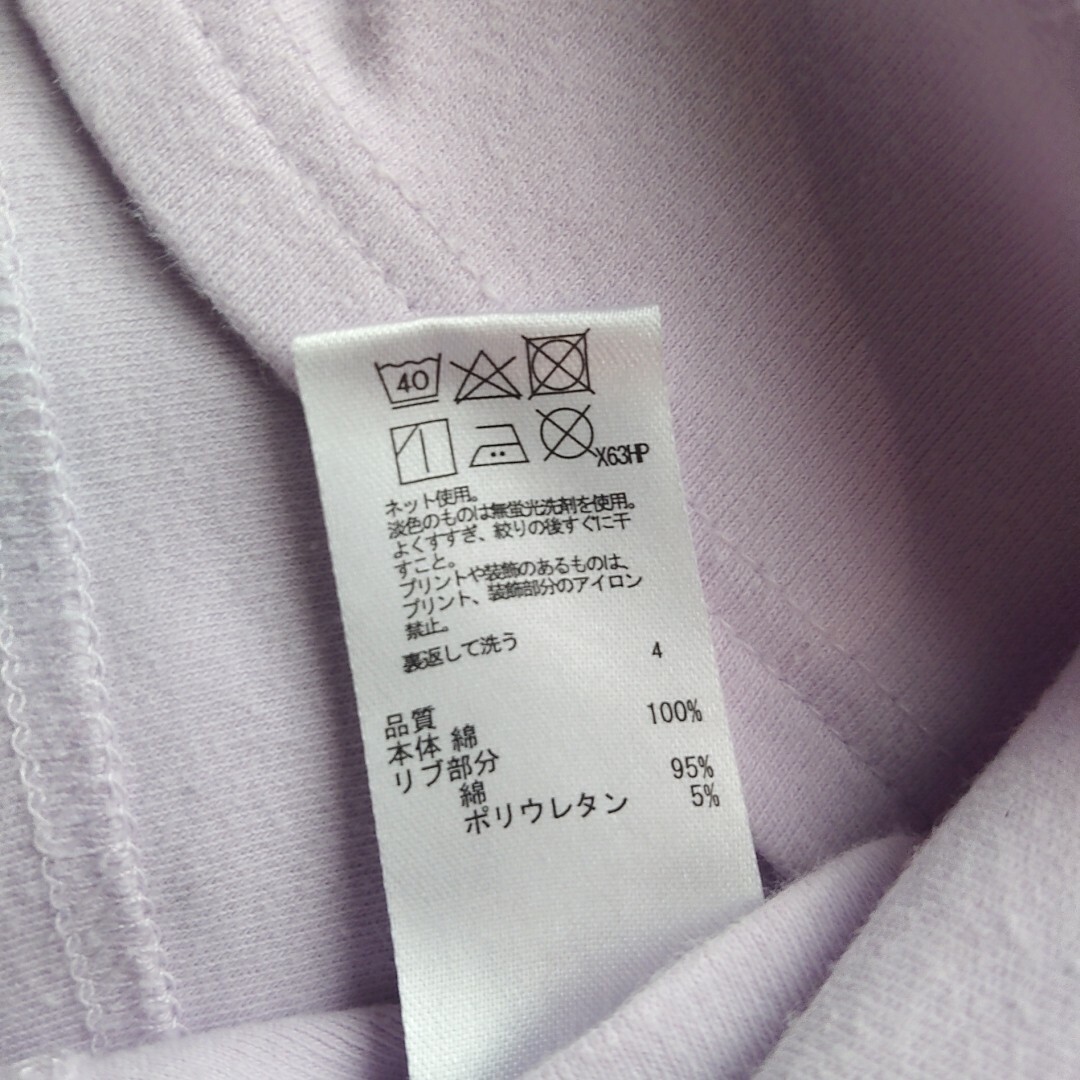 40
X63HP
ネット使用。
淡色のものは無蛍光洗剤を使用。
よくすすぎ、絞りの後すぐに干
すこと。
プリントや装飾のあるものは、
プリント、装飾部分のアイロン
禁止。
裏返して洗う
4
品質
本体 綿 100%
リブ部分
綿 95%
ポリウレタン 5%